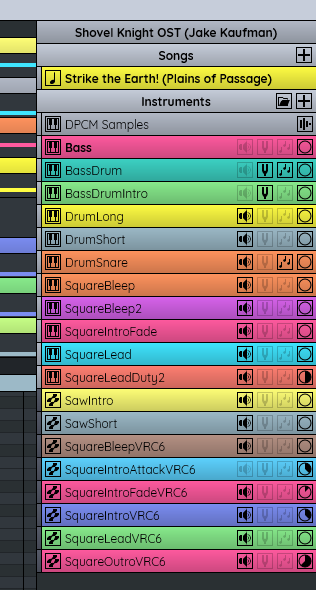 Shovel Knight OST (Jake Kaufman)
Songs
Strike the Earth! (Plains of Passage)
Instruments
DPCM Samples
Bass
BassDrum
BassDrumIntro
DrumLong
DrumShort
DrumSnare
SquareBleep
SquareBleep2
SquareIntroFade
SquareLead
SquareLeadDuty2
SawIntro
SawShort
SquareBleepVRC6
SquareIntroAttackVRC6
SquareIntroFadeVRC6
SquareIntroVRC6
SquareLeadVRC6
SquareOutroVRC6